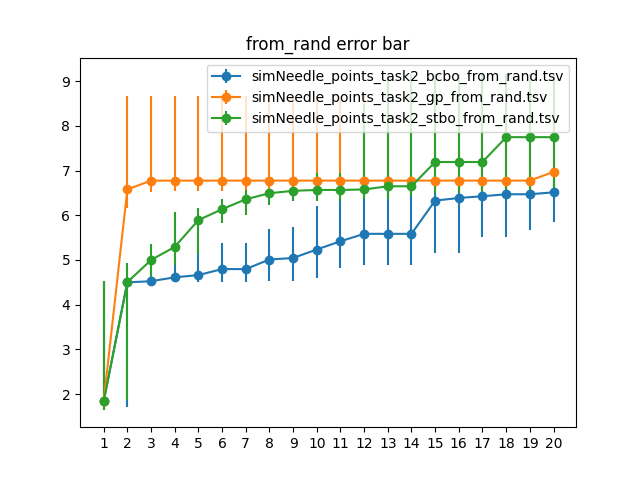 from_rand error bar
simNeedle_points_task2_bcbo_from_rand.tsv
simNeedle_points_task2_gp_from_rand.tsv
simNeedle_points_task2_stbo_from_rand.tsv
9
8
7
6
5
4
3
2
1 2 3 4 5 6 7 8 9 10 11 12 13 14 15 16 17 18 19 20